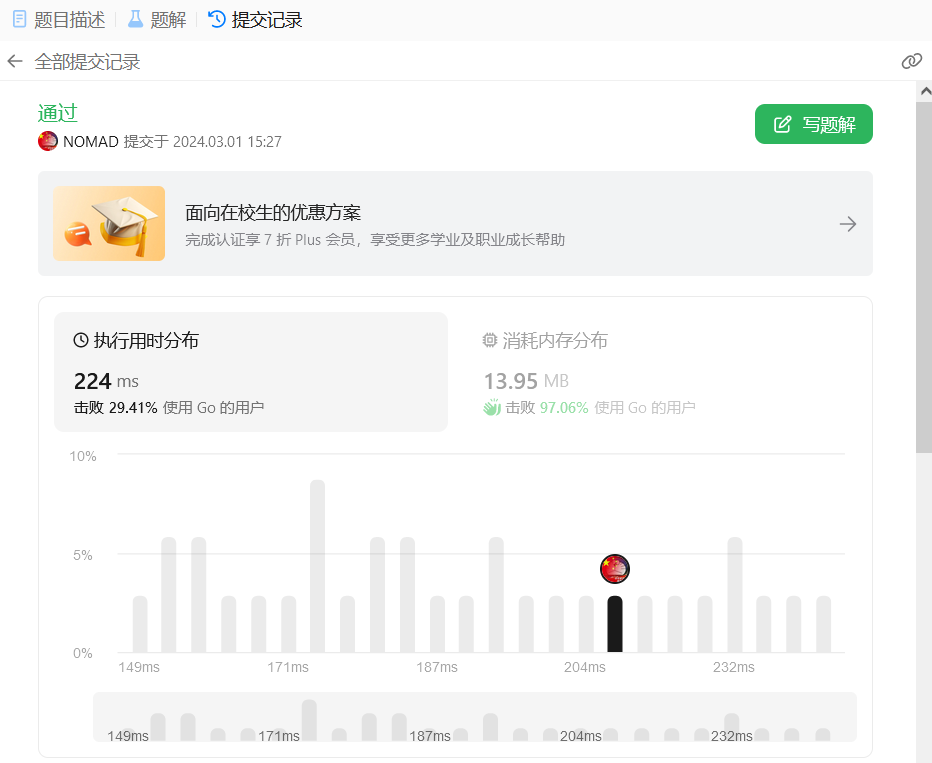 题目描述 题解 提交记录
全部提交记录
通过
NOMAD 提交于 2024.03.01 15:27
写题解
面向在校生的优惠方案
完成认证享 7 折 Plus 会员，享受更多学业及职业成长帮助
执行用时分布
224 ms
击败 29.41% 使用 Go 的用户
消耗内存分布
13.95 MB
击败 97.06% 使用 Go 的用户
10%
5%
0%
149ms 171ms 187ms 204ms 232ms
149ms 171ms 187ms 204ms 232ms